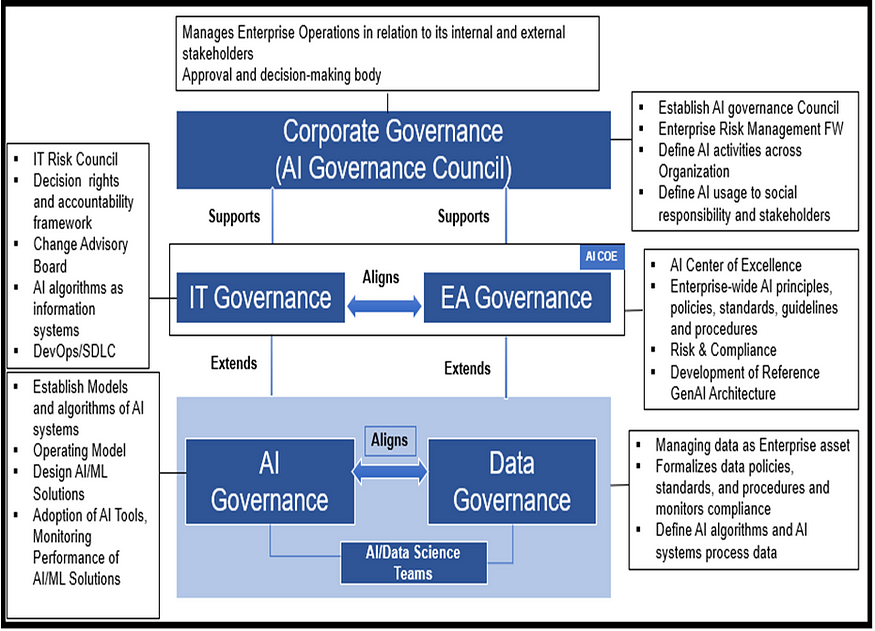 Manages Enterprise Operations in relation to its internal and external
stakeholders
Approval and decision-making body
Corporate Governance
(AI Governance Council)
▪ Establish AI governance Council
▪ Enterprise Risk Management FW
▪ Define AI activities across
Organization
▪ Define AI usage to social
responsibility and stakeholders
▪ IT Risk Council
▪ Decision rights
and accountability
framework
▪ Change Advisory
Board
▪ AI algorithms as
information
systems
▪ DevOps/SDLC
Supports
Supports
AI COE
IT Governance
Aligns
EA Governance
▪ AI Center of Excellence
▪ Enterprise-wide AI principles,
policies, standards, guidelines
and procedures
▪ Risk & Compliance
▪ Development of Reference
GenAI Architecture
Extends
Extends
▪ Establish Models
and algorithms of AI
systems
▪ Operating Model
▪ Design AI/ML
Solutions
▪ Adoption of AI Tools,
Monitoring
Performance of
AI/ML Solutions
AI
Governance
Aligns
Data
Governance
AI/Data Science
Teams
▪ Managing data as Enterprise asset
▪ Formalizes data policies,
standards, and procedures and
monitors compliance
▪ Define AI algorithms and AI
systems process data